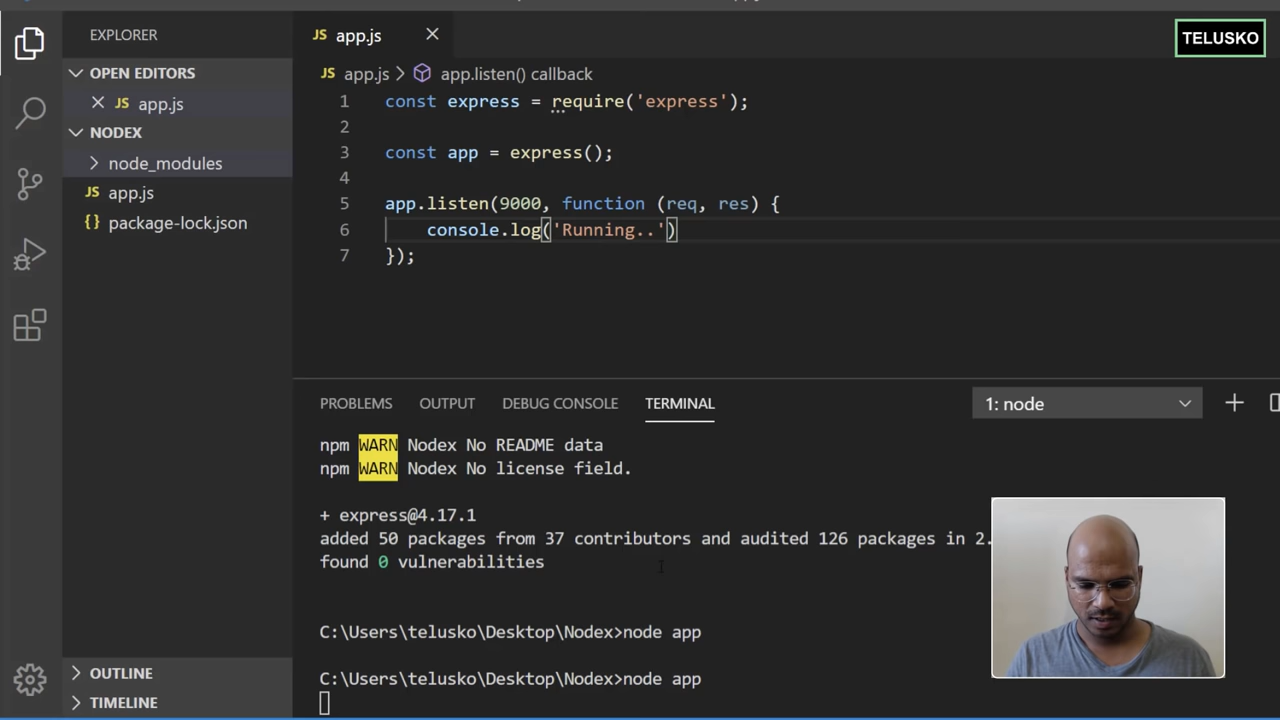 EXPLORER
JS app.js
TELUSKO
OPEN EDITORS
JS app.js
NODEX
node_modules
JS app.js
{} package-lock.json
OUTLINE
TIMELINE
JS app.js > app.listen() callback
1 const express = require('express');
2
3 const app = express();
4
5 app.listen(9000, function (req, res) {
6 console.log('Running..')
7 });
PROBLEMS OUTPUT DEBUG CONSOLE TERMINAL 1: node
npm WARN Nodex No README data
npm WARN Nodex No license field.
+ express@4.17.1
added 50 packages from 37 contributors and audited 126 packages in 2.
found 0 vulnerabilities
C:\Users\telusko\Desktop\Nodex>node app
C:\Users\telusko\Desktop\Nodex>node app